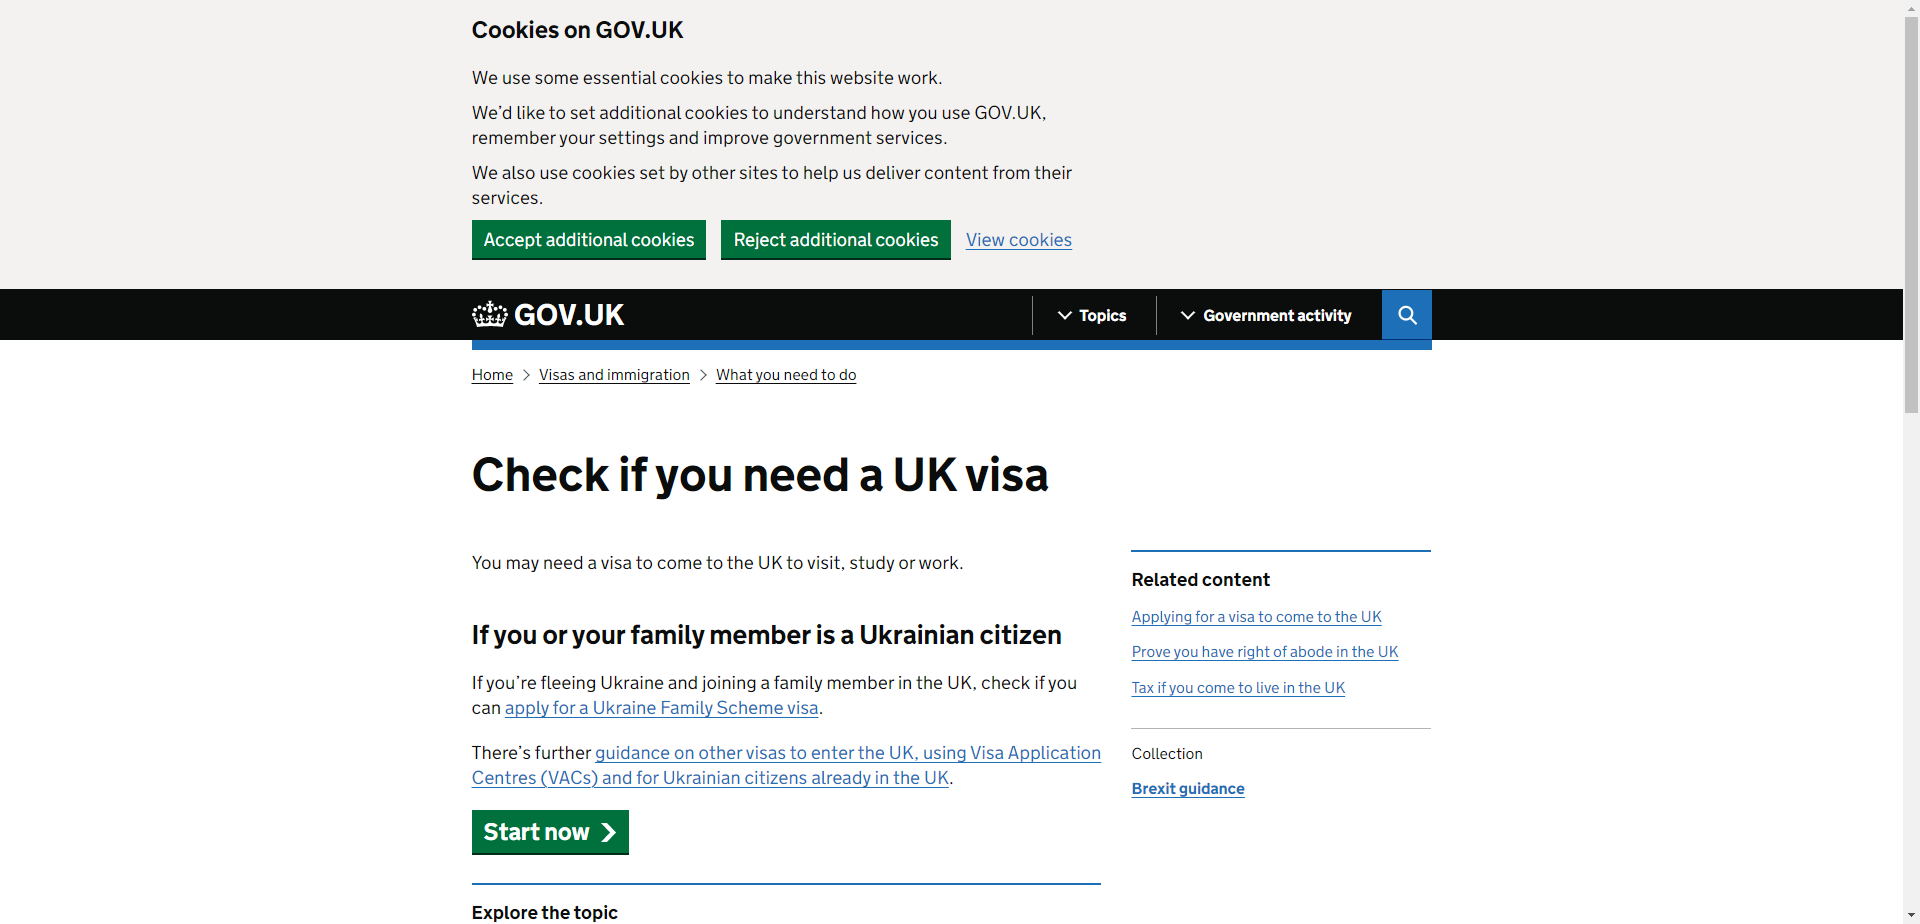 Cookies on GOV.UK
We use some essential cookies to make this website work.
We’d like to set additional cookies to understand how you use GOV.UK,
remember your settings and improve government services.
We also use cookies set by other sites to help us deliver content from their
services.
Accept additional cookies
Reject additional cookies
View cookies
GOV.UK
Topics
Government activity
Home
Visas and immigration
What you need to do
Check if you need a UK visa
You may need a visa to come to the UK to visit, study or work.
If you or your family member is a Ukrainian citizen
If you’re fleeing Ukraine and joining a family member in the UK, check if you
can apply for a Ukraine Family Scheme visa.
There’s further guidance on other visas to enter the UK, using Visa Application
Centres (VACs) and for Ukrainian citizens already in the UK.
Start now
Explore the topic
Related content
Applying for a visa to come to the UK
Prove you have right of abode in the UK
Tax if you come to live in the UK
Collection
Brexit guidance